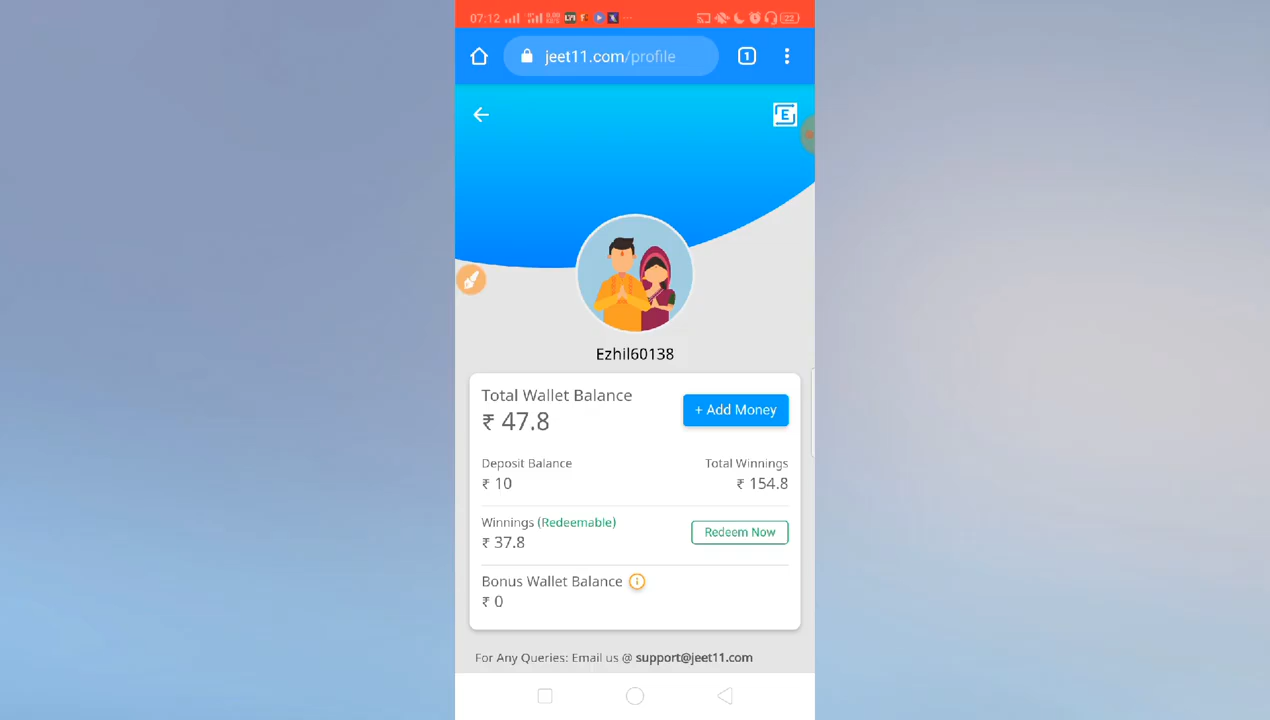 07:12
22
jeet11.com/profile
1
E
Ezhil60138
Total Wallet Balance
₹ 47.8
+ Add Money
Deposit Balance
Total Winnings
₹ 10
₹ 154.8
Winnings (Redeemable)
₹ 37.8
Redeem Now
Bonus Wallet Balance
₹ 0
For Any Queries: Email us @ support@jeet11.com